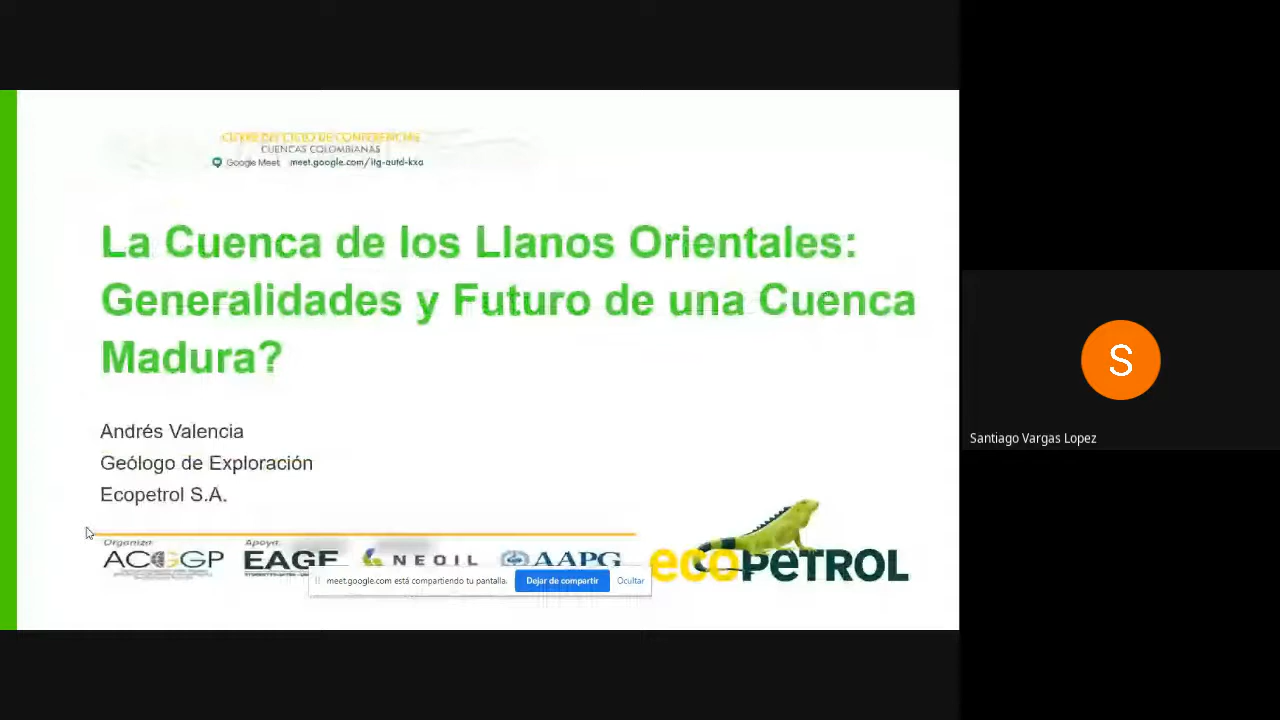 CIERRE DEL CICLO DE CONFERENCIAS
CUENCAS COLOMBIANAS
Google Meet meet.google.com/itg-autd-kxa
La Cuenca de los Llanos Orientales:
Generalidades y Futuro de una Cuenca
Madura?
Andrés Valencia
Geólogo de Exploración
Ecopetrol S.A.
Organiza: Apoya:
ACGGP EAGE NEOIL AAPG
ecopetrol
meet.google.com está compartiendo tu pantalla. Dejar de compartir Ocultar
S
Santiago Vargas Lopez